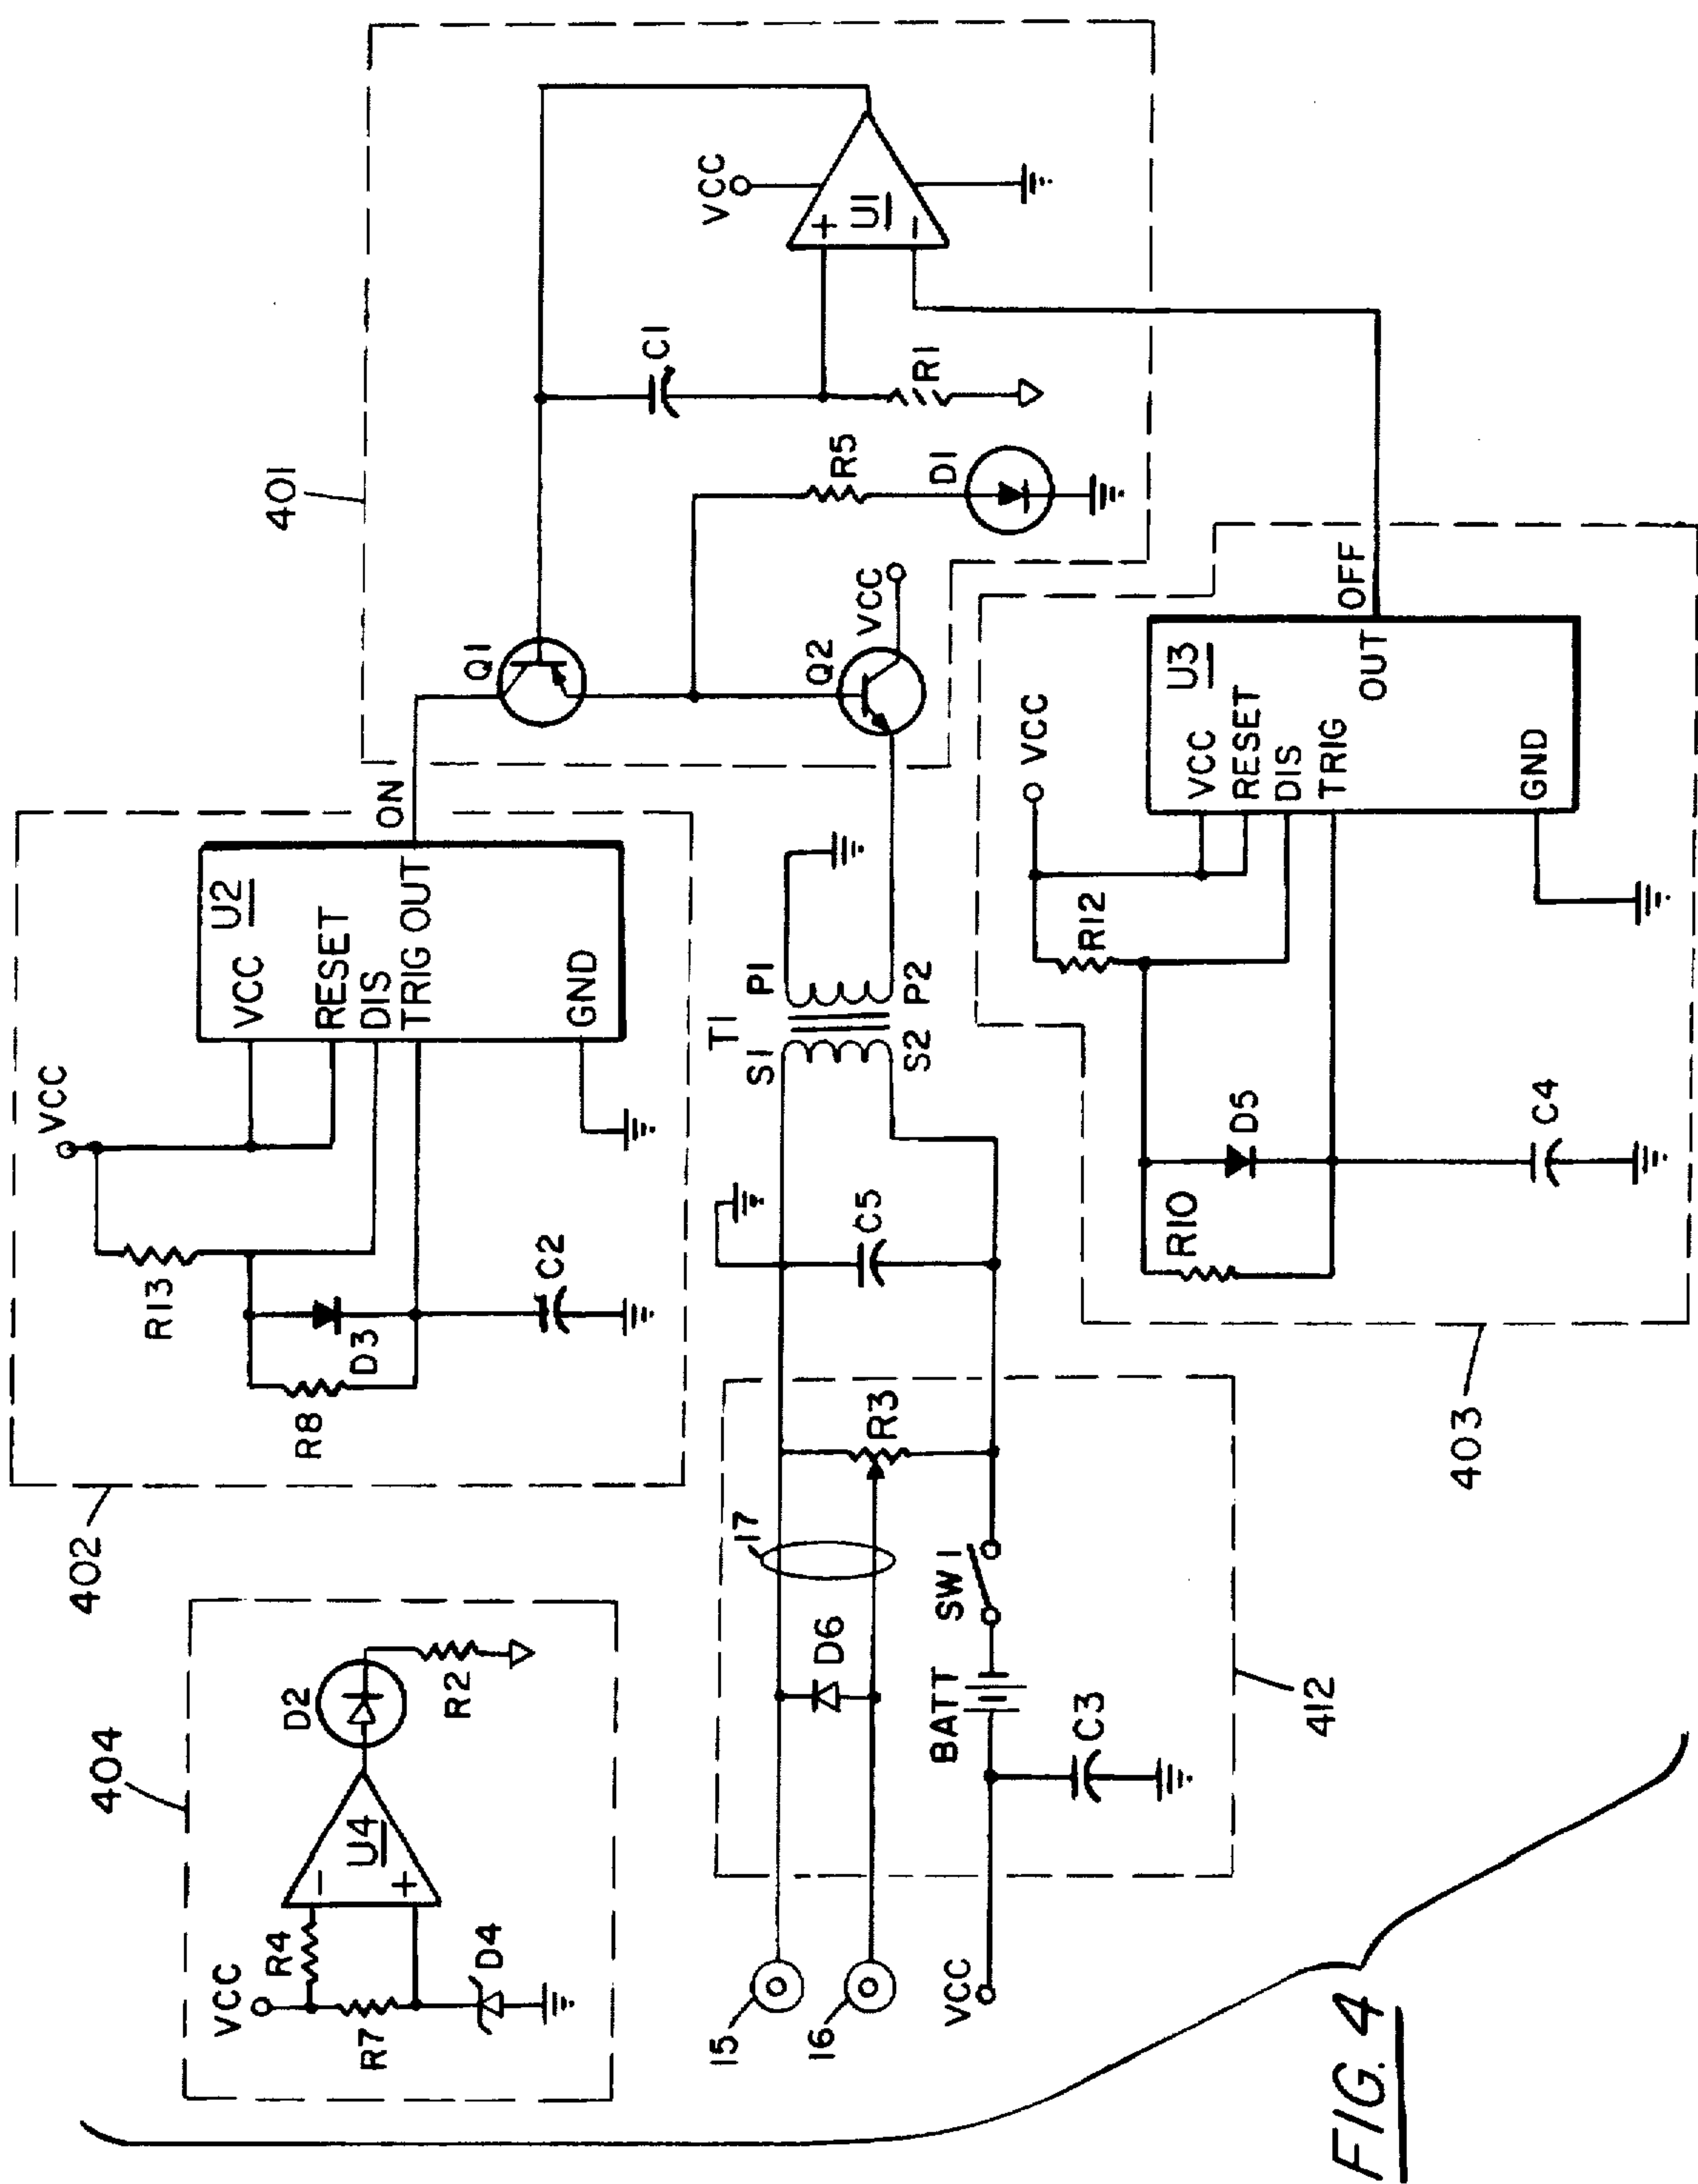 404
VCC
R4
R7
D4
U4
−
+
D2
R2
402
VCC
R13
R8
D3
C2
U2
VCC
RESET
DIS
TRIG
OUT
GND
ON
401
Q1
Q2
VCC
R5
D1
C1
R1
VCC
U1
+
−
15
16
17
D6
R3
VCC
BATT
SW1
C3
412
C5
T1
S1
P1
S2
P2
403
VCC
R12
R10
D5
C4
U3
VCC
RESET
DIS
TRIG
OUT
GND
OFF
FIG. 4